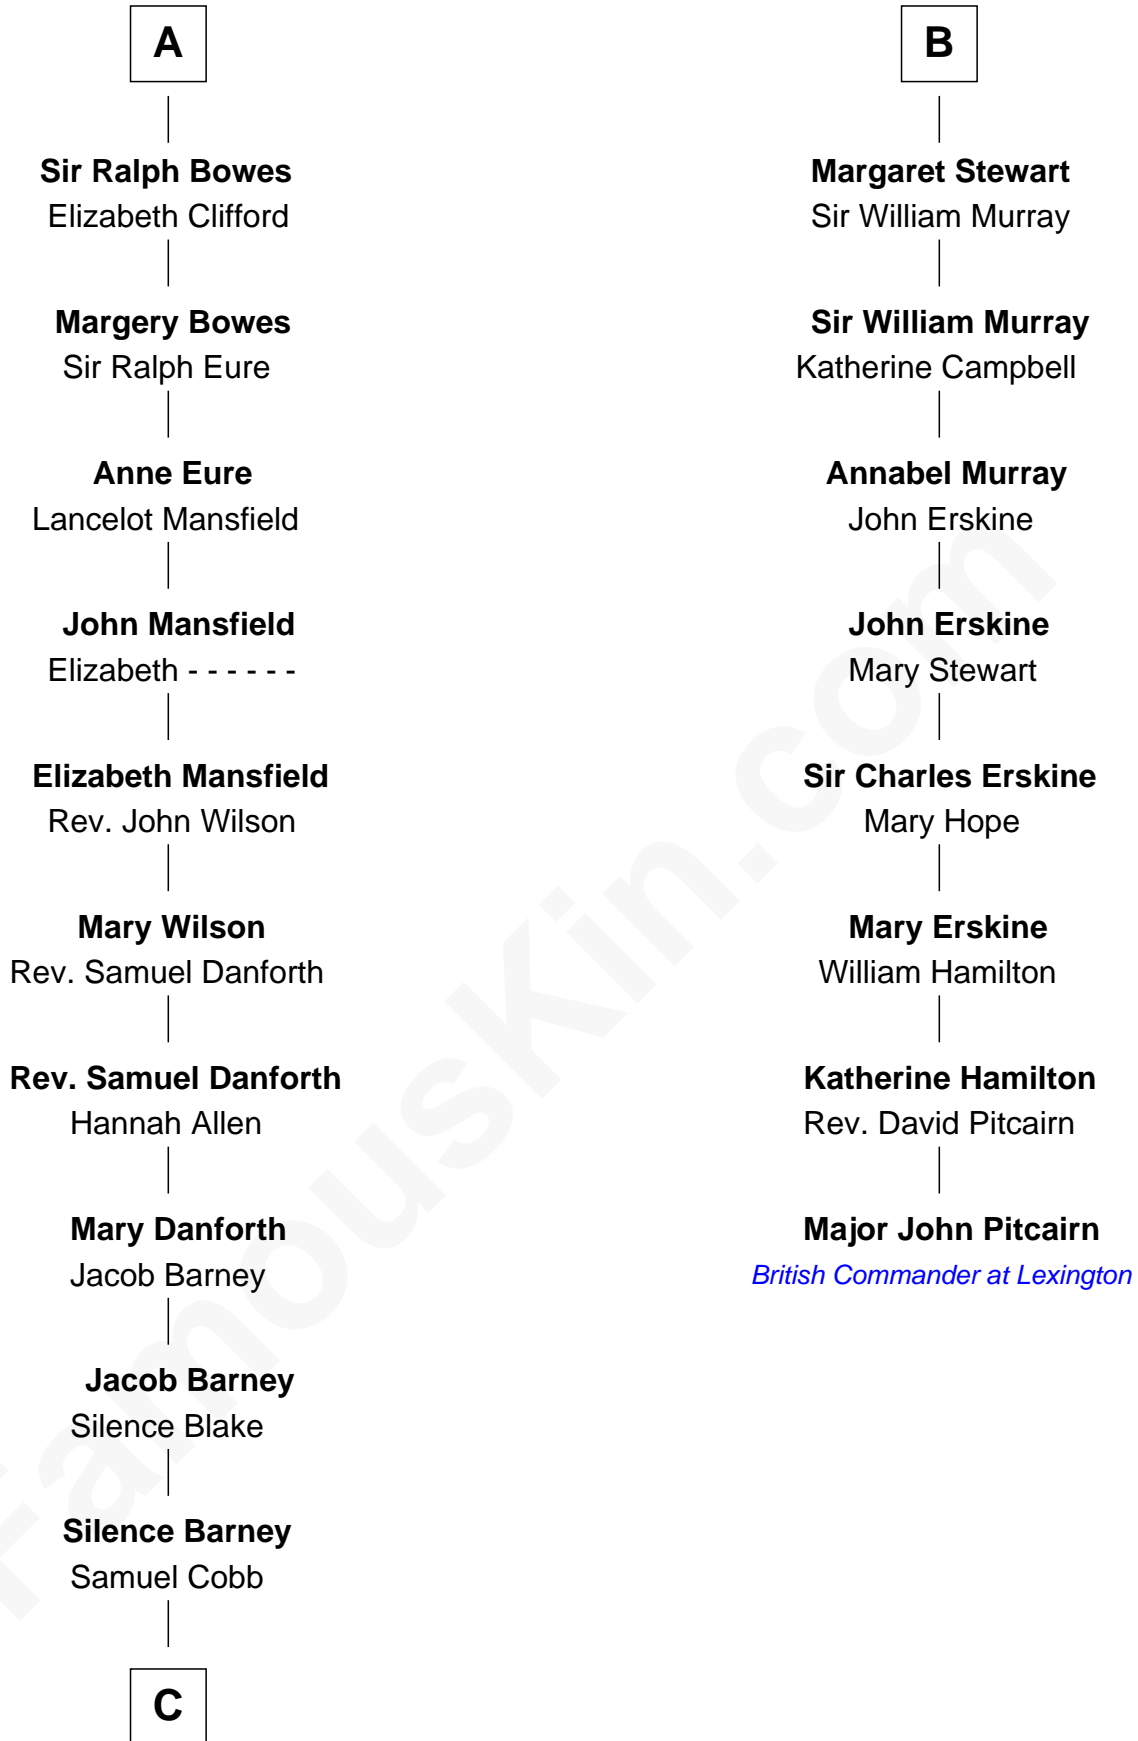 A
Sir Ralph Bowes
Elizabeth Clifford
Margery Bowes
Sir Ralph Eure
Anne Eure
Lancelot Mansfield
John Mansfield
Elizabeth - - - - - -
Elizabeth Mansfield
Rev. John Wilson
Mary Wilson
Rev. Samuel Danforth
Rev. Samuel Danforth
Hannah Allen
Mary Danforth
Jacob Barney
Jacob Barney
Silence Blake
Silence Barney
Samuel Cobb
C
B
Margaret Stewart
Sir William Murray
Sir William Murray
Katherine Campbell
Annabel Murray
John Erskine
John Erskine
Mary Stewart
Sir Charles Erskine
Mary Hope
Mary Erskine
William Hamilton
Katherine Hamilton
Rev. David Pitcairn
Major John Pitcairn
British Commander at Lexington
FamousKin.com